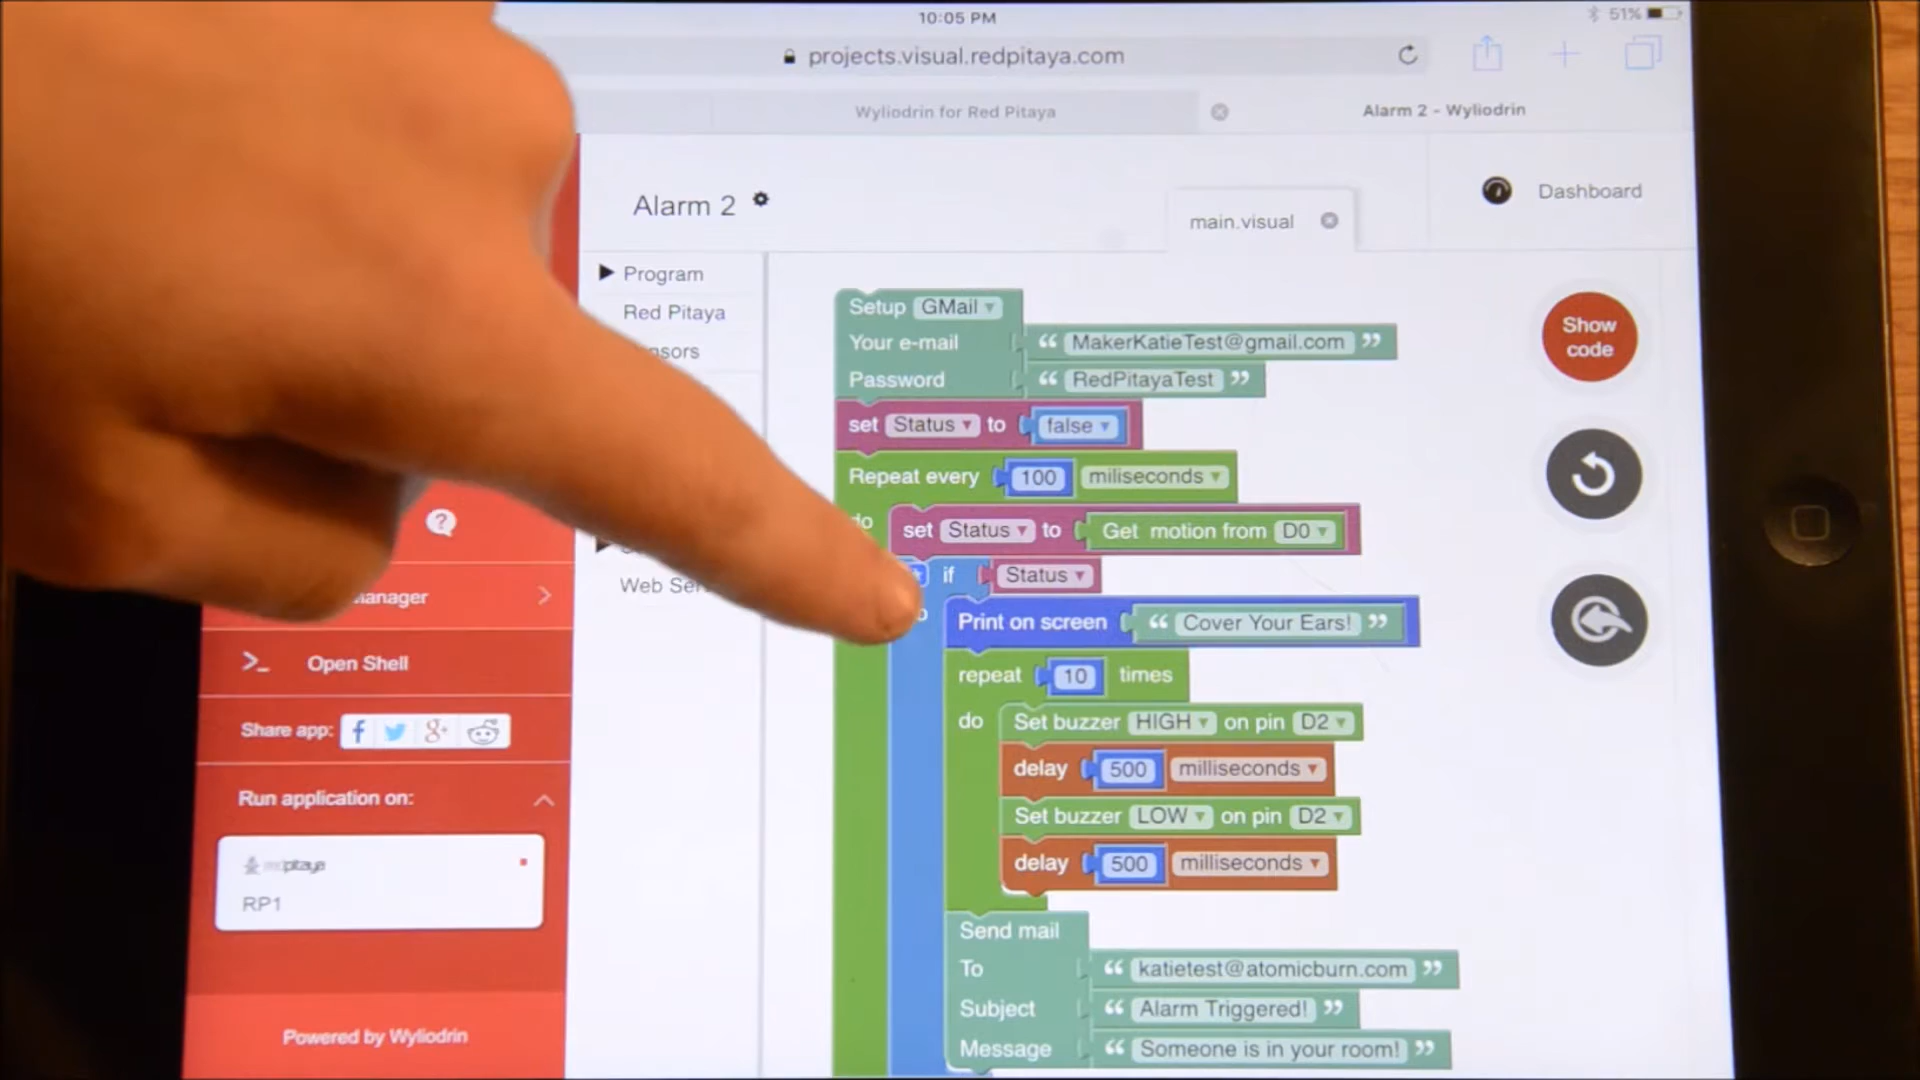 10:05 PM
51%
projects.visual.redpitaya.com
Wyliodrin for Red Pitaya
Alarm 2 - Wyliodrin
Alarm 2
main.visual
Dashboard
Program
Red Pitaya
Web
Show code
Setup GMail
Your e-mail “ MakerKatieTest@gmail.com ”
Password “ RedPitayaTest ”
set Status to false
Repeat every 100 miliseconds
do set Status to Get motion from D0
if Status
Print on screen “ Cover Your Ears! ”
repeat 10 times
do Set buzzer HIGH on pin D2
delay 500 milliseconds
Set buzzer LOW on pin D2
delay 500 milliseconds
Send mail
To “ katietest@atomicburn.com ”
Subject “ Alarm Triggered! ”
Message “ Someone is in your room! ”
?
>_ Open Shell
Share app: f g+
Run application on:
redpitaya
RP1
Powered by Wyliodrin